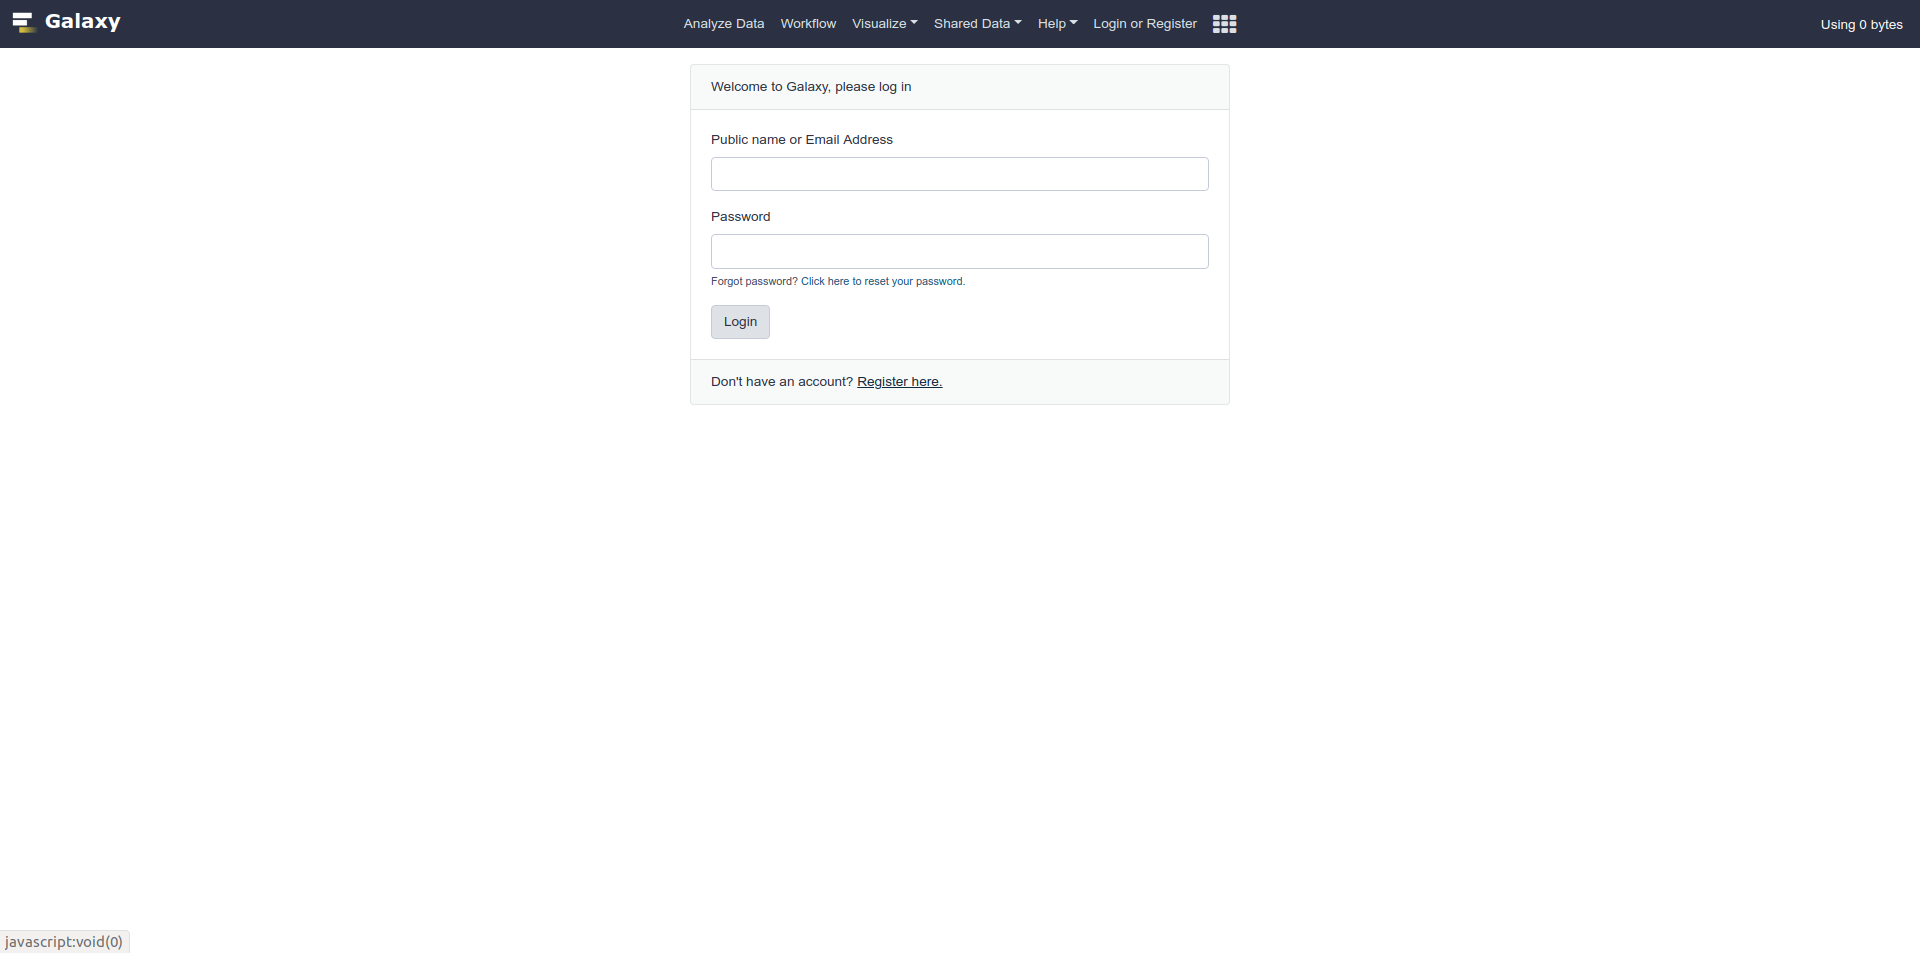 Galaxy
Analyze Data Workflow Visualize Shared Data Help Login or Register
Using 0 bytes
Welcome to Galaxy, please log in
Public name or Email Address
Password
Forgot password? Click here to reset your password.
Login
Don't have an account? Register here.
javascript:void(0)